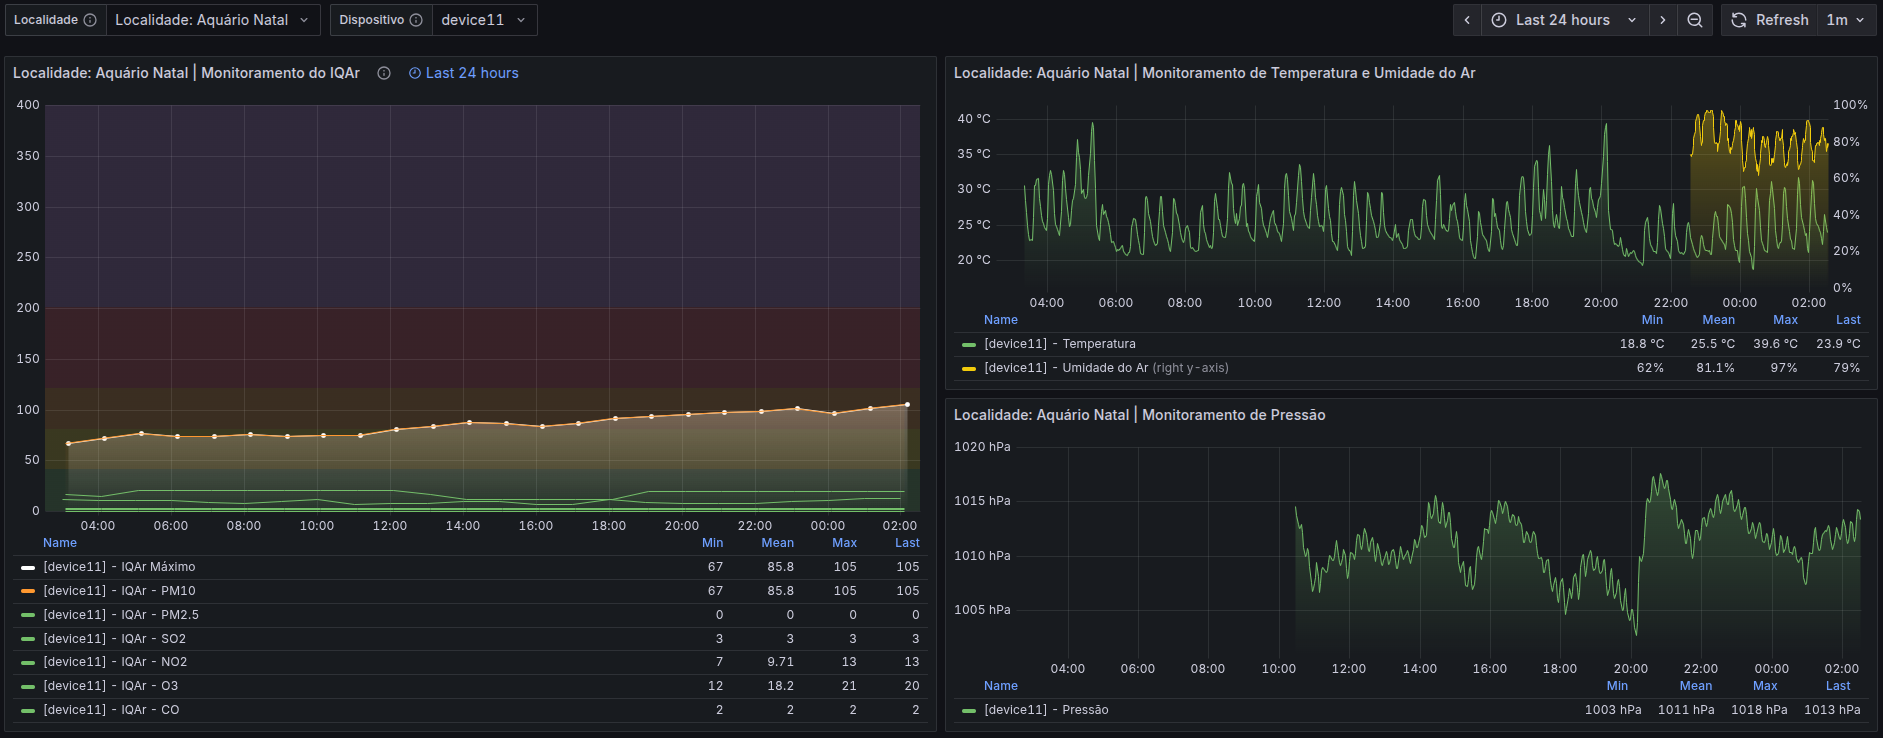 Localidade Localidade: Aquário Natal Dispositivo device11 Last 24 hours Refresh 1m
Localidade: Aquário Natal | Monitoramento do IQAr Last 24 hours
400
350
300
250
200
150
100
50
0
04:00 06:00 08:00 10:00 12:00 14:00 16:00 18:00 20:00 22:00 00:00 02:00
Name Min Mean Max Last
[device11] - IQAr Máximo 67 85.8 105 105
[device11] - IQAr - PM10 67 85.8 105 105
[device11] - IQAr - PM2.5 0 0 0 0
[device11] - IQAr - SO2 3 3 3 3
[device11] - IQAr - NO2 7 9.71 13 13
[device11] - IQAr - O3 12 18.2 21 20
[device11] - IQAr - CO 2 2 2 2
Localidade: Aquário Natal | Monitoramento de Temperatura e Umidade do Ar
40 °C
35 °C
30 °C
25 °C
20 °C
100%
80%
60%
40%
20%
0%
04:00 06:00 08:00 10:00 12:00 14:00 16:00 18:00 20:00 22:00 00:00 02:00
Name Min Mean Max Last
[device11] - Temperatura 18.8 °C 25.5 °C 39.6 °C 23.9 °C
[device11] - Umidade do Ar (right y-axis) 62% 81.1% 97% 79%
Localidade: Aquário Natal | Monitoramento de Pressão
1020 hPa
1015 hPa
1010 hPa
1005 hPa
04:00 06:00 08:00 10:00 12:00 14:00 16:00 18:00 20:00 22:00 00:00 02:00
Name Min Mean Max Last
[device11] - Pressão 1003 hPa 1011 hPa 1018 hPa 1013 hPa